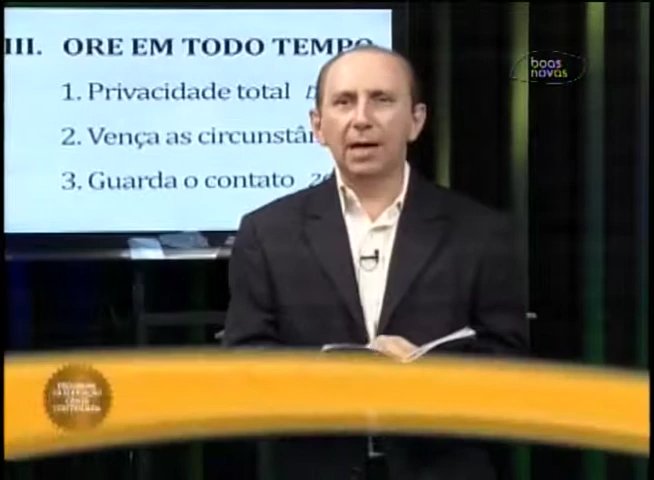 III. ORE EM TODO TEMPO
1. Privacidade total
2. Vença as circunstân
3. Guarda o contato
boas
novas